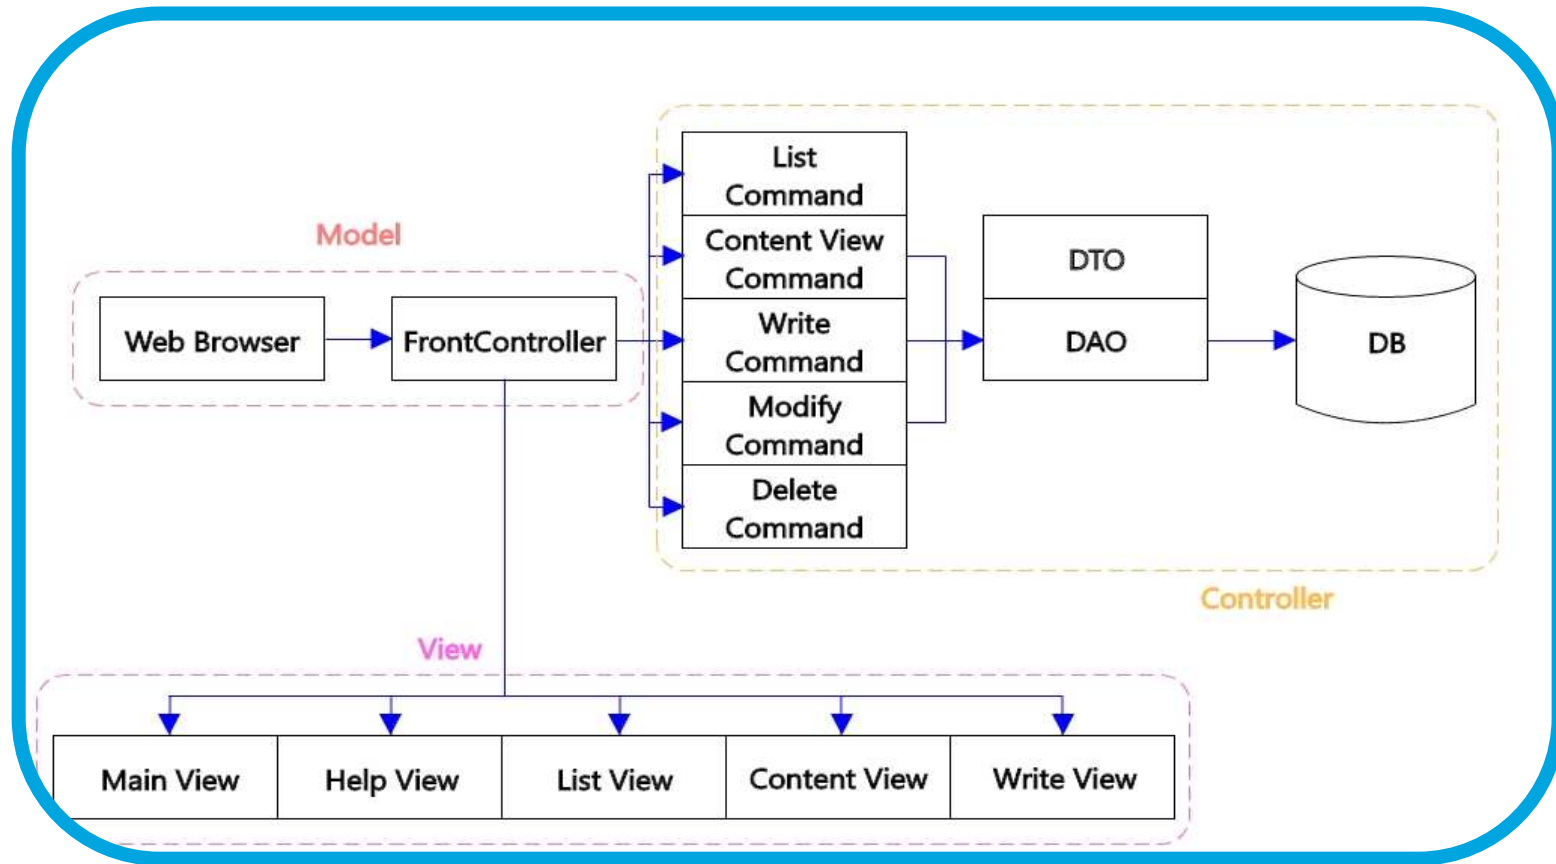 List
Command
Model
Content View
Command
DTO
Web Browser
FrontController
Write
Command
DAO
DB
Modify
Command
Delete
Command
Controller
View
Main View
Help View
List View
Content View
Write View